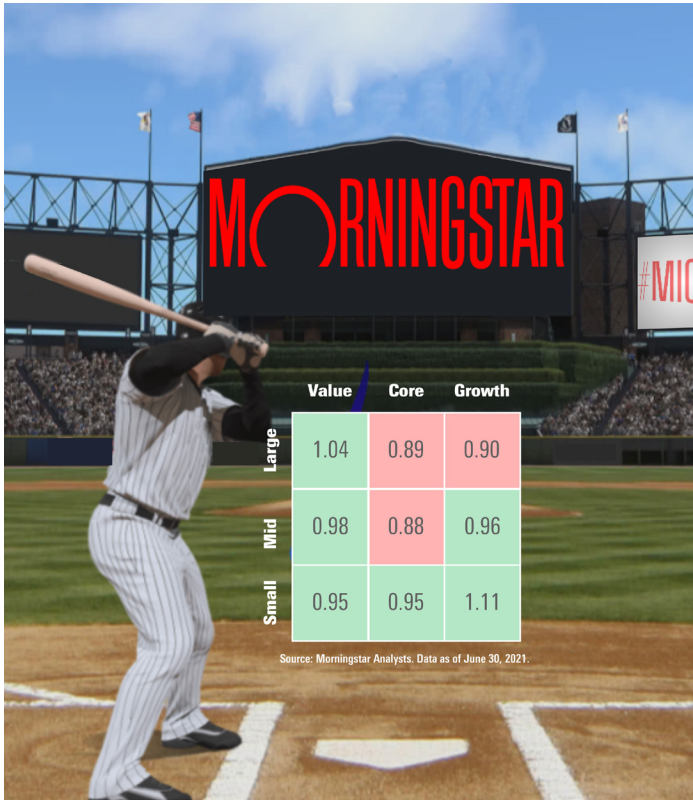 MORNINGSTAR
#MIC
Value Core Growth
Large 1.04 0.89 0.90
Mid 0.98 0.88 0.96
Small 0.95 0.95 1.11
Source: Morningstar Analysts. Data as of June 30, 2021.